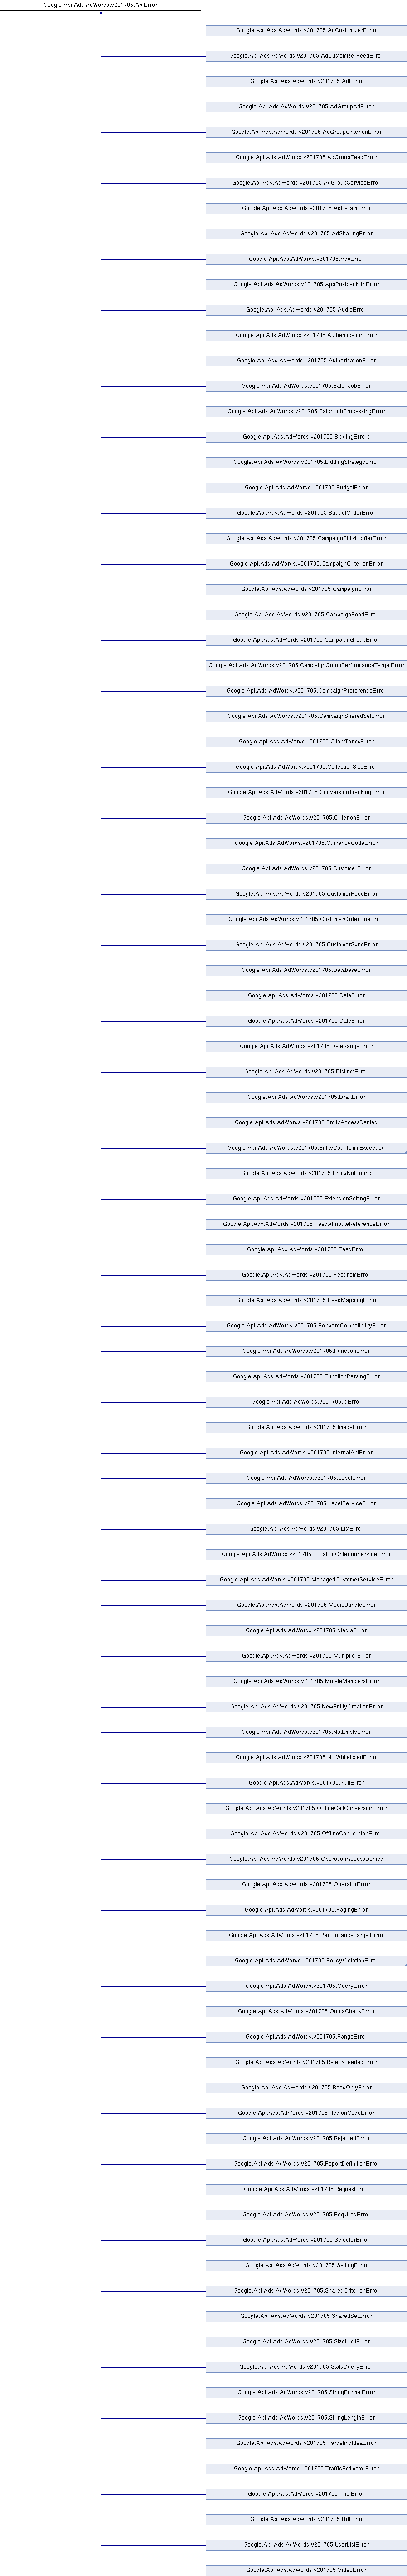 Google.Api.Ads.AdWords.v201705.ApiError
Google.Api.Ads.AdWords.v201705.AdCustomizerError
Google.Api.Ads.AdWords.v201705.AdCustomizerFeedError
Google.Api.Ads.AdWords.v201705.AdError
Google.Api.Ads.AdWords.v201705.AdGroupAdError
Google.Api.Ads.AdWords.v201705.AdGroupCriterionError
Google.Api.Ads.AdWords.v201705.AdGroupFeedError
Google.Api.Ads.AdWords.v201705.AdGroupServiceError
Google.Api.Ads.AdWords.v201705.AdParamError
Google.Api.Ads.AdWords.v201705.AdSharingError
Google.Api.Ads.AdWords.v201705.AdxError
Google.Api.Ads.AdWords.v201705.AppPostbackUrlError
Google.Api.Ads.AdWords.v201705.AudioError
Google.Api.Ads.AdWords.v201705.AuthenticationError
Google.Api.Ads.AdWords.v201705.AuthorizationError
Google.Api.Ads.AdWords.v201705.BatchJobError
Google.Api.Ads.AdWords.v201705.BatchJobProcessingError
Google.Api.Ads.AdWords.v201705.BiddingErrors
Google.Api.Ads.AdWords.v201705.BiddingStrategyError
Google.Api.Ads.AdWords.v201705.BudgetError
Google.Api.Ads.AdWords.v201705.BudgetOrderError
Google.Api.Ads.AdWords.v201705.CampaignBidModifierError
Google.Api.Ads.AdWords.v201705.CampaignCriterionError
Google.Api.Ads.AdWords.v201705.CampaignError
Google.Api.Ads.AdWords.v201705.CampaignFeedError
Google.Api.Ads.AdWords.v201705.CampaignGroupError
Google.Api.Ads.AdWords.v201705.CampaignGroupPerformanceTargetError
Google.Api.Ads.AdWords.v201705.CampaignPreferenceError
Google.Api.Ads.AdWords.v201705.CampaignSharedSetError
Google.Api.Ads.AdWords.v201705.ClientTermsError
Google.Api.Ads.AdWords.v201705.CollectionSizeError
Google.Api.Ads.AdWords.v201705.ConversionTrackingError
Google.Api.Ads.AdWords.v201705.CriterionError
Google.Api.Ads.AdWords.v201705.CurrencyCodeError
Google.Api.Ads.AdWords.v201705.CustomerError
Google.Api.Ads.AdWords.v201705.CustomerFeedError
Google.Api.Ads.AdWords.v201705.CustomerOrderLineError
Google.Api.Ads.AdWords.v201705.CustomerSyncError
Google.Api.Ads.AdWords.v201705.DatabaseError
Google.Api.Ads.AdWords.v201705.DataError
Google.Api.Ads.AdWords.v201705.DateError
Google.Api.Ads.AdWords.v201705.DateRangeError
Google.Api.Ads.AdWords.v201705.DistinctError
Google.Api.Ads.AdWords.v201705.DraftError
Google.Api.Ads.AdWords.v201705.EntityAccessDenied
Google.Api.Ads.AdWords.v201705.EntityCountLimitExceeded
Google.Api.Ads.AdWords.v201705.EntityNotFound
Google.Api.Ads.AdWords.v201705.ExtensionSettingError
Google.Api.Ads.AdWords.v201705.FeedAttributeReferenceError
Google.Api.Ads.AdWords.v201705.FeedError
Google.Api.Ads.AdWords.v201705.FeedItemError
Google.Api.Ads.AdWords.v201705.FeedMappingError
Google.Api.Ads.AdWords.v201705.ForwardCompatibilityError
Google.Api.Ads.AdWords.v201705.FunctionError
Google.Api.Ads.AdWords.v201705.FunctionParsingError
Google.Api.Ads.AdWords.v201705.IdError
Google.Api.Ads.AdWords.v201705.ImageError
Google.Api.Ads.AdWords.v201705.InternalApiError
Google.Api.Ads.AdWords.v201705.LabelError
Google.Api.Ads.AdWords.v201705.LabelServiceError
Google.Api.Ads.AdWords.v201705.ListError
Google.Api.Ads.AdWords.v201705.LocationCriterionServiceError
Google.Api.Ads.AdWords.v201705.ManagedCustomerServiceError
Google.Api.Ads.AdWords.v201705.MediaBundleError
Google.Api.Ads.AdWords.v201705.MediaError
Google.Api.Ads.AdWords.v201705.MultiplierError
Google.Api.Ads.AdWords.v201705.MutateMembersError
Google.Api.Ads.AdWords.v201705.NewEntityCreationError
Google.Api.Ads.AdWords.v201705.NotEmptyError
Google.Api.Ads.AdWords.v201705.NotWhitelistedError
Google.Api.Ads.AdWords.v201705.NullError
Google.Api.Ads.AdWords.v201705.OfflineCallConversionError
Google.Api.Ads.AdWords.v201705.OfflineConversionError
Google.Api.Ads.AdWords.v201705.OperationAccessDenied
Google.Api.Ads.AdWords.v201705.OperatorError
Google.Api.Ads.AdWords.v201705.PagingError
Google.Api.Ads.AdWords.v201705.PerformanceTargetError
Google.Api.Ads.AdWords.v201705.PolicyViolationError
Google.Api.Ads.AdWords.v201705.QueryError
Google.Api.Ads.AdWords.v201705.QuotaCheckError
Google.Api.Ads.AdWords.v201705.RangeError
Google.Api.Ads.AdWords.v201705.RateExceededError
Google.Api.Ads.AdWords.v201705.ReadOnlyError
Google.Api.Ads.AdWords.v201705.RegionCodeError
Google.Api.Ads.AdWords.v201705.RejectedError
Google.Api.Ads.AdWords.v201705.ReportDefinitionError
Google.Api.Ads.AdWords.v201705.RequestError
Google.Api.Ads.AdWords.v201705.RequiredError
Google.Api.Ads.AdWords.v201705.SelectorError
Google.Api.Ads.AdWords.v201705.SettingError
Google.Api.Ads.AdWords.v201705.SharedCriterionError
Google.Api.Ads.AdWords.v201705.SharedSetError
Google.Api.Ads.AdWords.v201705.SizeLimitError
Google.Api.Ads.AdWords.v201705.StatsQueryError
Google.Api.Ads.AdWords.v201705.StringFormatError
Google.Api.Ads.AdWords.v201705.StringLengthError
Google.Api.Ads.AdWords.v201705.TargetingIdeaError
Google.Api.Ads.AdWords.v201705.TrafficEstimatorError
Google.Api.Ads.AdWords.v201705.TrialError
Google.Api.Ads.AdWords.v201705.UrlError
Google.Api.Ads.AdWords.v201705.UserListError
Google.Api.Ads.AdWords.v201705.VideoError